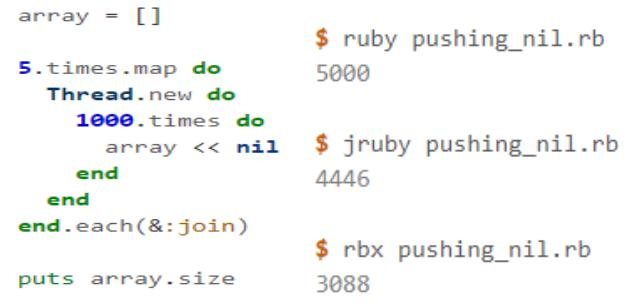 array = []
5.times.map do
  Thread.new do
    1000.times do
      array << nil
    end
  end
end.each(&:join)
puts array.size
$ ruby pushing_nil.rb
5000
$ jruby pushing_nil.rb
4446
$ rbx pushing_nil.rb
3088